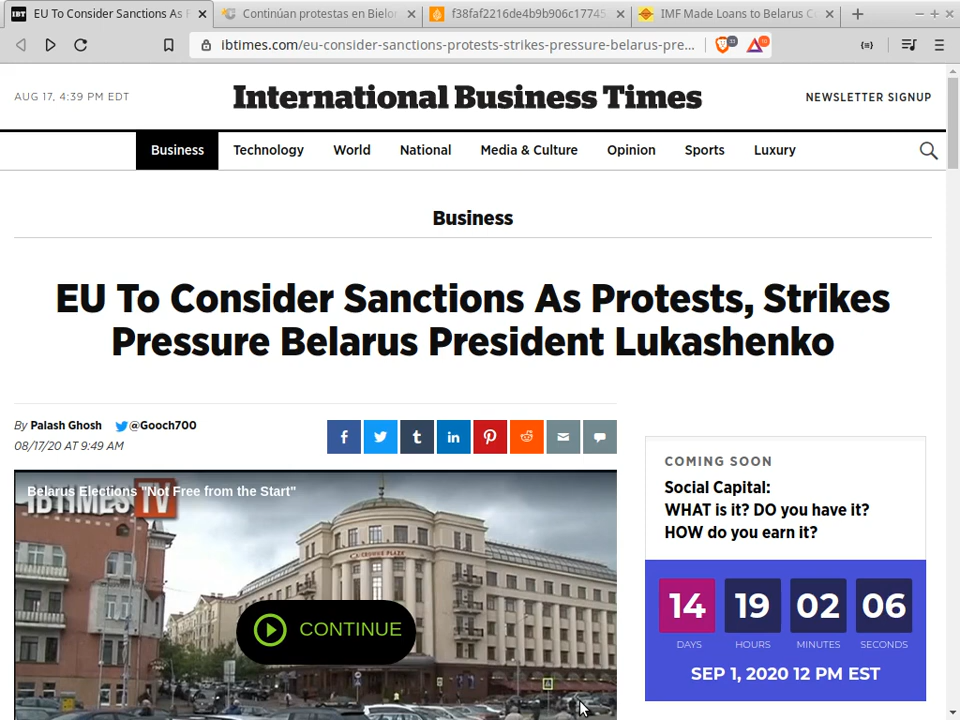 EU To Consider Sanctions As
Continúan protestas en Bielor
f38faf2216de4b9b906c17745
IMF Made Loans to Belarus C
ibtimes.com/eu-consider-sanctions-protests-strikes-pressure-belarus-pre...
AUG 17, 4:39 PM EDT
International Business Times
NEWSLETTER SIGNUP
Business Technology World National Media & Culture Opinion Sports Luxury
Business
EU To Consider Sanctions As Protests, Strikes
Pressure Belarus President Lukashenko
By Palash Ghosh @Gooch700
08/17/20 AT 9:49 AM
Belarus Elections "Not Free from the Start"
IBTIMES TV
CROWNE PLAZA
CONTINUE
COMING SOON
Social Capital:
WHAT is it? DO you have it?
HOW do you earn it?
14 19 02 06
DAYS HOURS MINUTES SECONDS
SEP 1, 2020 12 PM EST